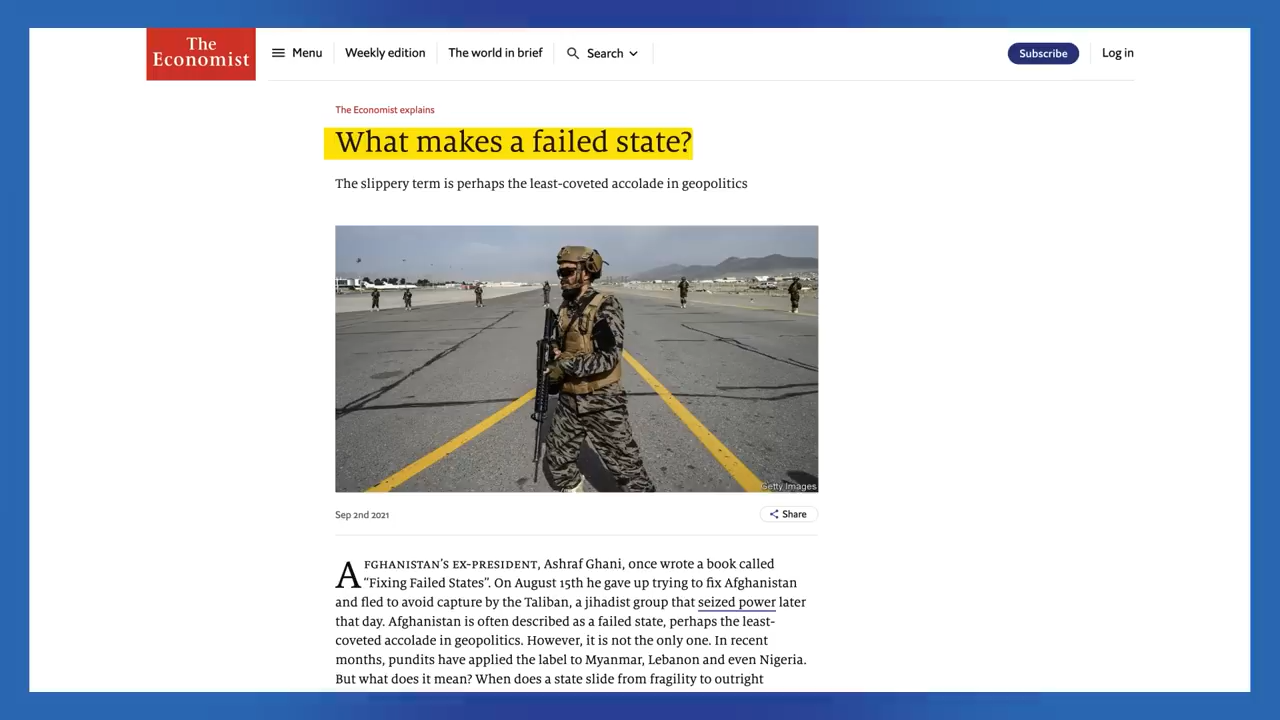 The
Economist
Menu
Weekly edition
The world in brief
Search
Subscribe
Log in
The Economist explains
What makes a failed state?
The slippery term is perhaps the least-coveted accolade in geopolitics
Getty Images
Sep 2nd 2021
Share
AFGHANISTAN'S EX-PRESIDENT, Ashraf Ghani, once wrote a book called
“Fixing Failed States”. On August 15th he gave up trying to fix Afghanistan
and fled to avoid capture by the Taliban, a jihadist group that seized power later
that day. Afghanistan is often described as a failed state, perhaps the least-
coveted accolade in geopolitics. However, it is not the only one. In recent
months, pundits have applied the label to Myanmar, Lebanon and even Nigeria.
But what does it mean? When does a state slide from fragility to outright